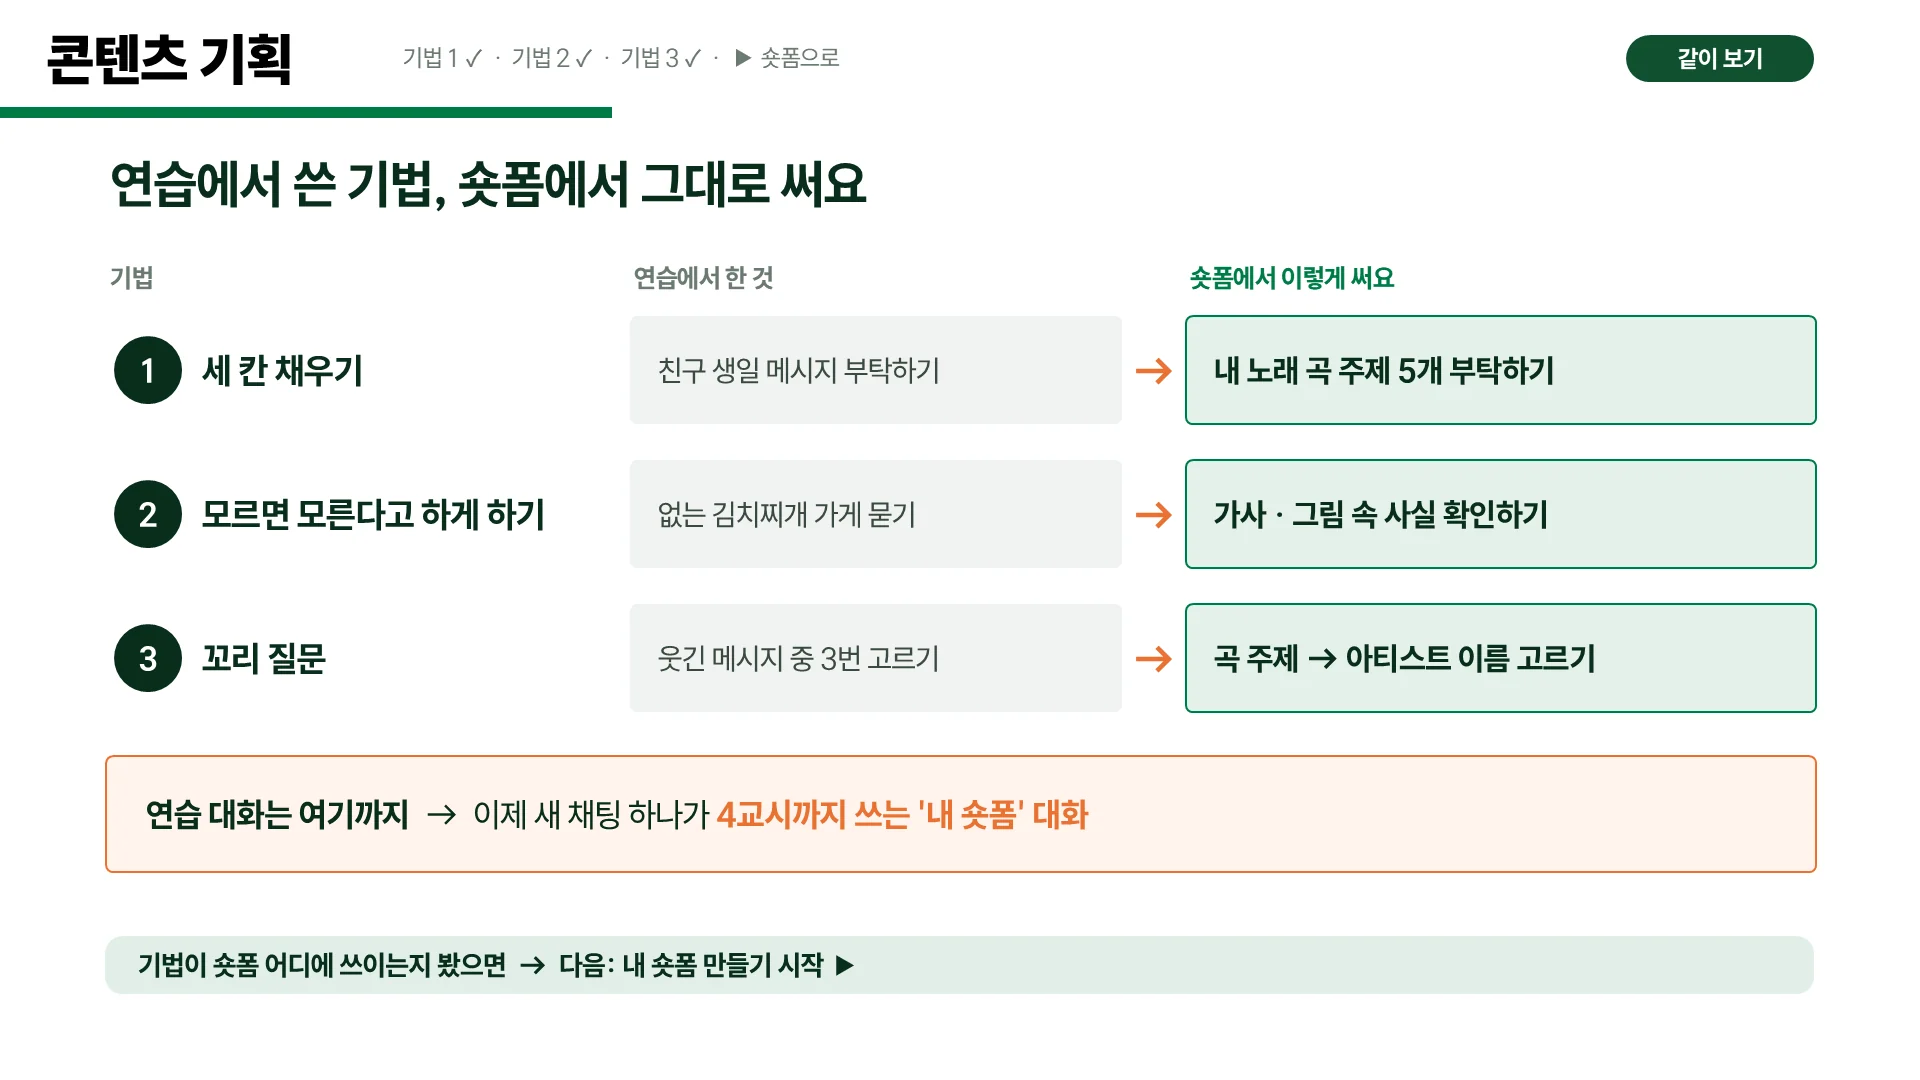 콘텐츠 기획
기법 1 ✓ · 기법 2 ✓ · 기법 3 ✓ · ▶ 숏폼으로
같이 보기
연습에서 쓴 기법, 숏폼에서 그대로 써요
기법
연습에서 한 것
숏폼에서 이렇게 써요
1 세 칸 채우기
친구 생일 메시지 부탁하기
→
내 노래 곡 주제 5개 부탁하기
2 모르면 모른다고 하게 하기
없는 김치찌개 가게 묻기
→
가사 · 그림 속 사실 확인하기
3 꼬리 질문
웃긴 메시지 중 3번 고르기
→
곡 주제 → 아티스트 이름 고르기
연습 대화는 여기까지 → 이제 새 채팅 하나가 4교시까지 쓰는 '내 숏폼' 대화
기법이 숏폼 어디에 쓰이는지 봤으면 → 다음: 내 숏폼 만들기 시작 ▶